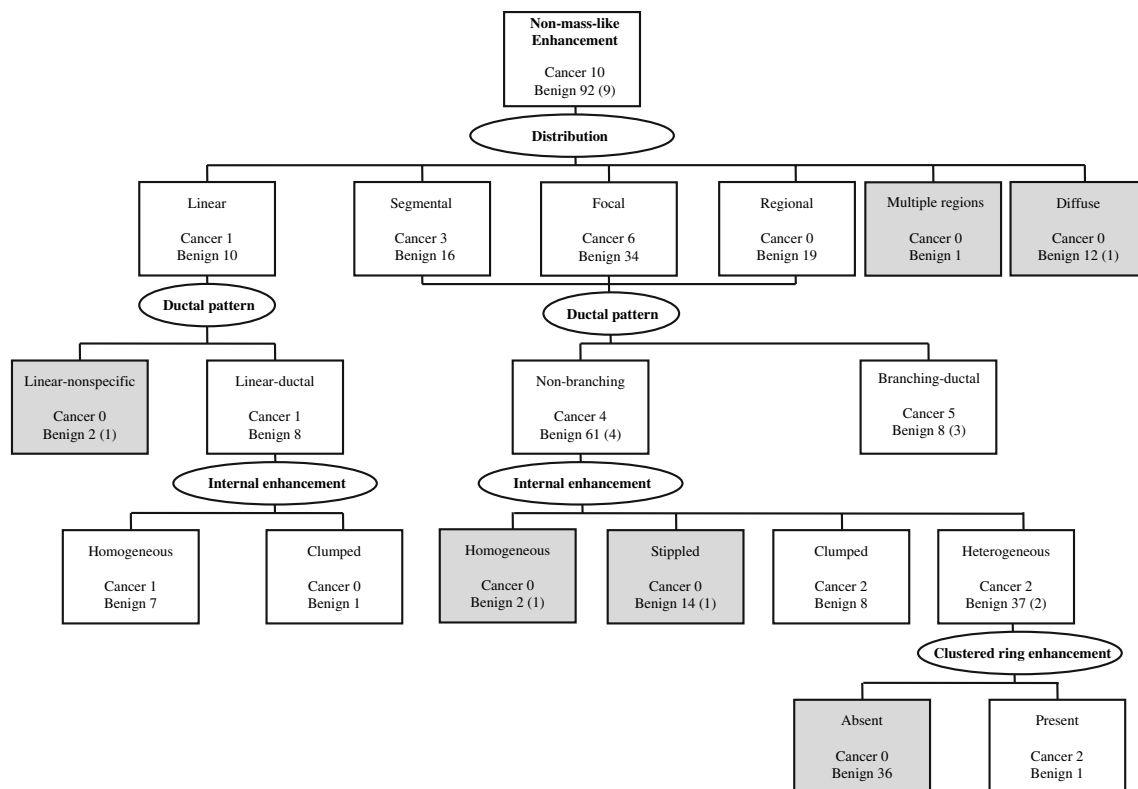 Non-mass-like
Enhancement
Cancer 10
Benign 92 (9)
Distribution
Linear
Cancer 1
Benign 10
Segmental
Cancer 3
Benign 16
Focal
Cancer 6
Benign 34
Regional
Cancer 0
Benign 19
Multiple regions
Cancer 0
Benign 1
Diffuse
Cancer 0
Benign 12 (1)
Ductal pattern
Ductal pattern
Linear-nonspecific
Cancer 0
Benign 2 (1)
Linear-ductal
Cancer 1
Benign 8
Non-branching
Cancer 4
Benign 61 (4)
Branching-ductal
Cancer 5
Benign 8 (3)
Internal enhancement
Internal enhancement
Homogeneous
Cancer 1
Benign 7
Clumped
Cancer 0
Benign 1
Homogeneous
Cancer 0
Benign 2 (1)
Stippled
Cancer 0
Benign 14 (1)
Clumped
Cancer 2
Benign 8
Heterogeneous
Cancer 2
Benign 37 (2)
Clustered ring enhancement
Absent
Cancer 0
Benign 36
Present
Cancer 2
Benign 1